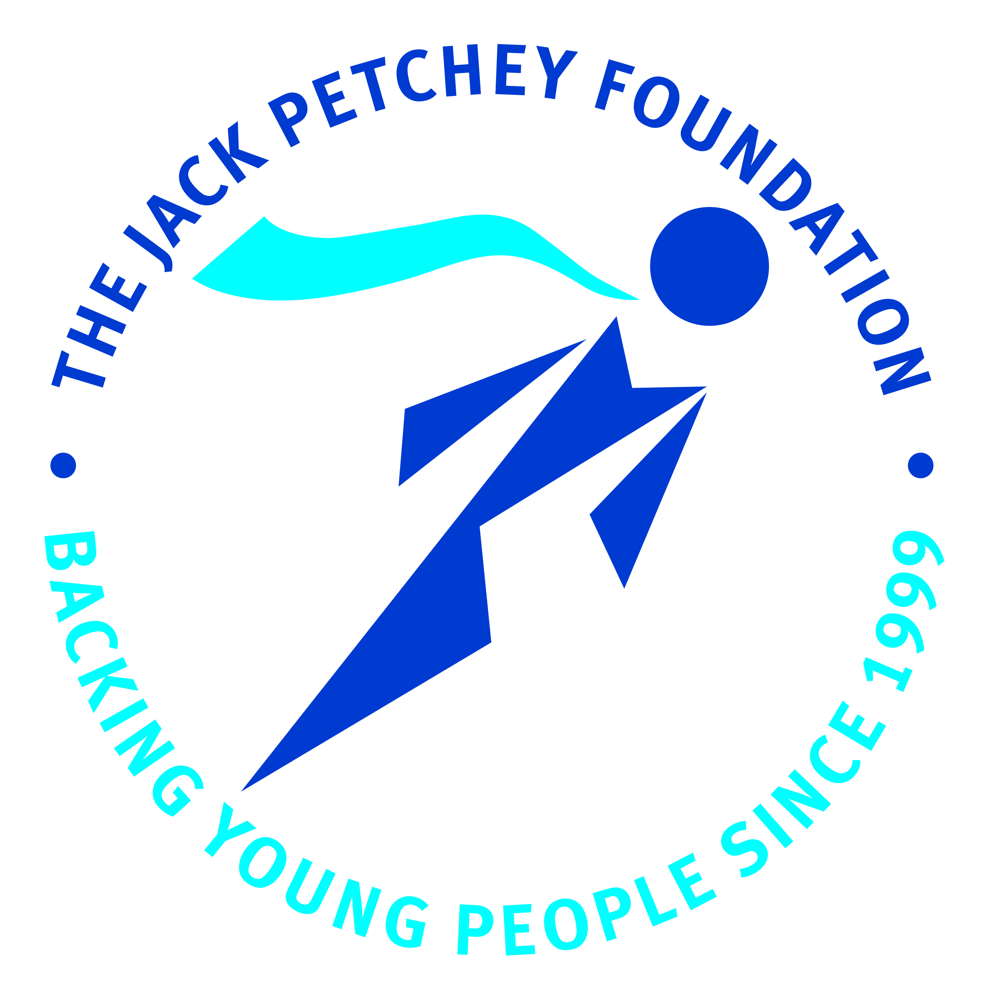 THE JACK PETCHEY FOUNDATION
BACKING YOUNG PEOPLE SINCE 1999